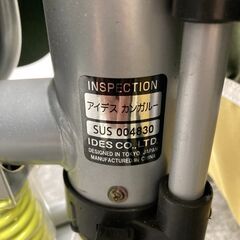 INSPECTION
アイデス カンガルー
SUS 004830
IDES CO., LTD.
DESIGNED IN TOKYO JAPAN
MANUFACTURED IN CHINA